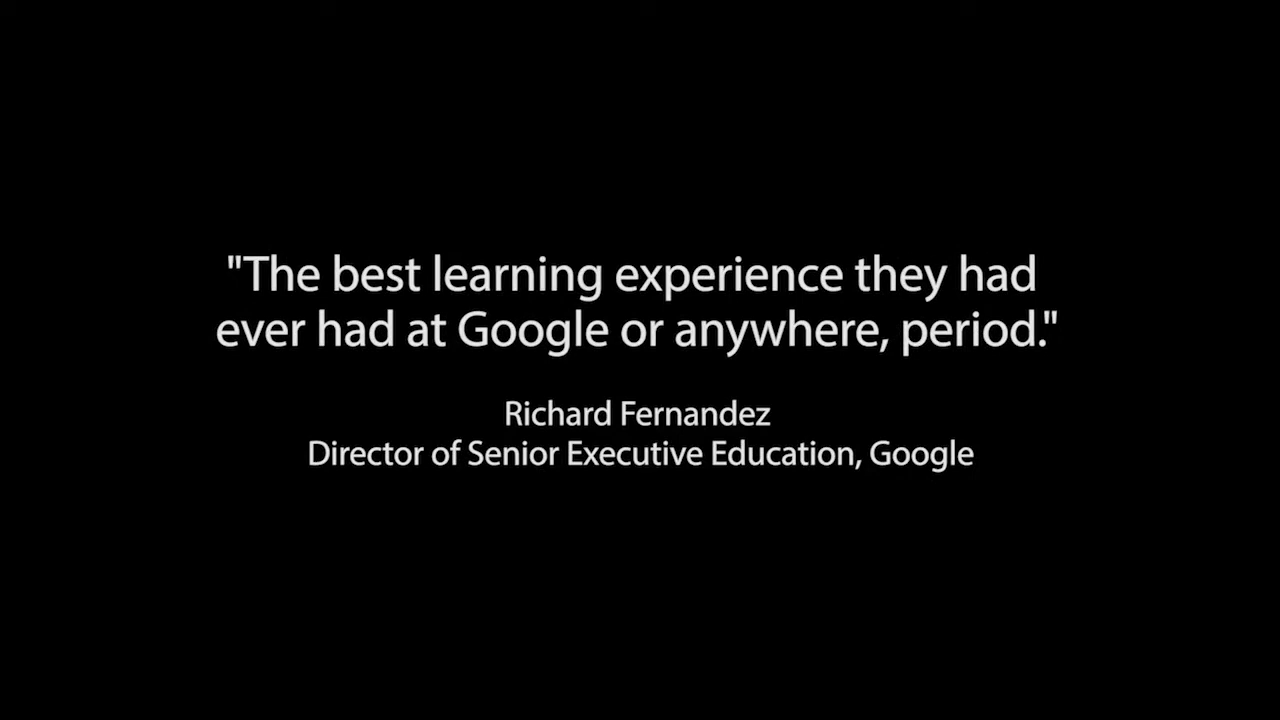 "The best learning experience they had
ever had at Google or anywhere, period."
Richard Fernandez
Director of Senior Executive Education, Google